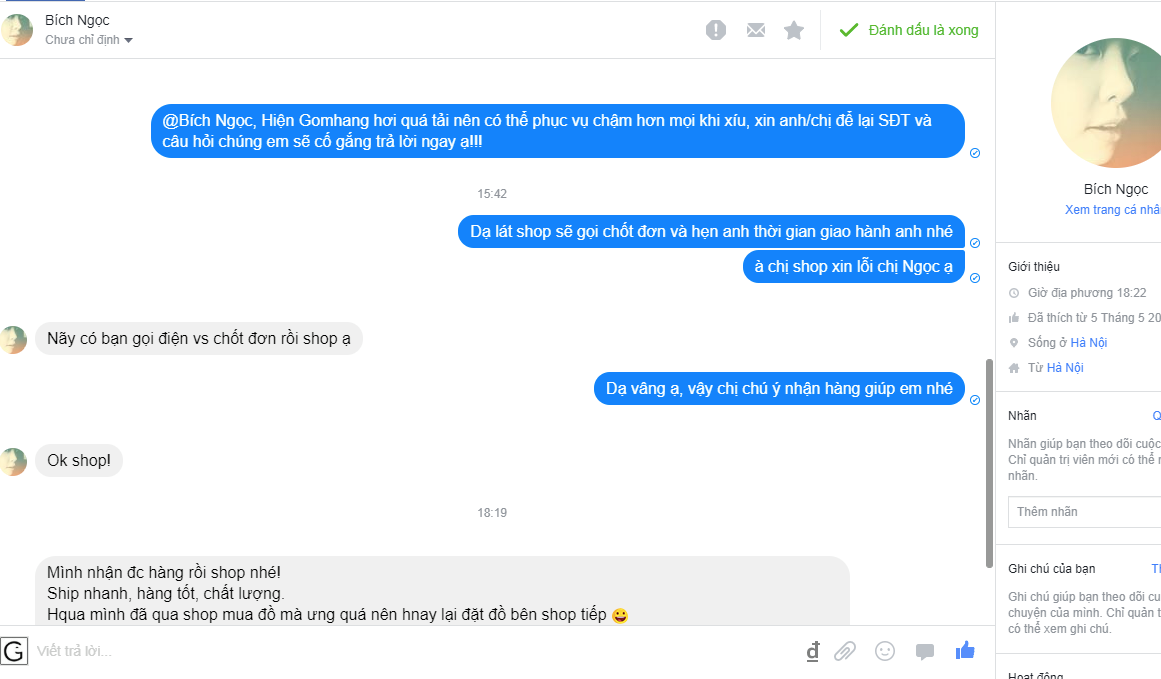 Bích Ngọc
Chưa chỉ định
Đánh dấu là xong
@Bích Ngọc, Hiện Gomhang hơi quá tải nên có thể phục vụ chậm hơn mọi khi xíu, xin anh/chị để lại SĐT và
câu hỏi chúng em sẽ cố gắng trả lời ngay ạ!!!
15:42
Dạ lát shop sẽ gọi chốt đơn và hẹn anh thời gian giao hành anh nhé
à chị shop xin lỗi chị Ngọc ạ
Nãy có bạn gọi điện vs chốt đơn rồi shop ạ
Dạ vâng ạ, vậy chị chú ý nhận hàng giúp em nhé
Ok shop!
18:19
Mình nhận đc hàng rồi shop nhé!
Ship nhanh, hàng tốt, chất lượng.
Hqua mình đã qua shop mua đồ mà ưng quá nên hnay lại đặt đồ bên shop tiếp 😀
G
Viết trả lời...
đ
Bích Ngọc
Xem trang cá nhâ
Giới thiệu
Giờ địa phương 18:22
Đã thích từ 5 Tháng 5 20
Sống ở Hà Nội
Từ Hà Nội
Nhãn Q
Nhãn giúp bạn theo dõi cuộc
Chỉ quản trị viên mới có thể
nhãn.
Thêm nhãn
Ghi chú của bạn Th
Ghi chú giúp bạn theo dõi cu
chuyện của mình. Chỉ quản t
có thể xem ghi chú.
Hoạt động